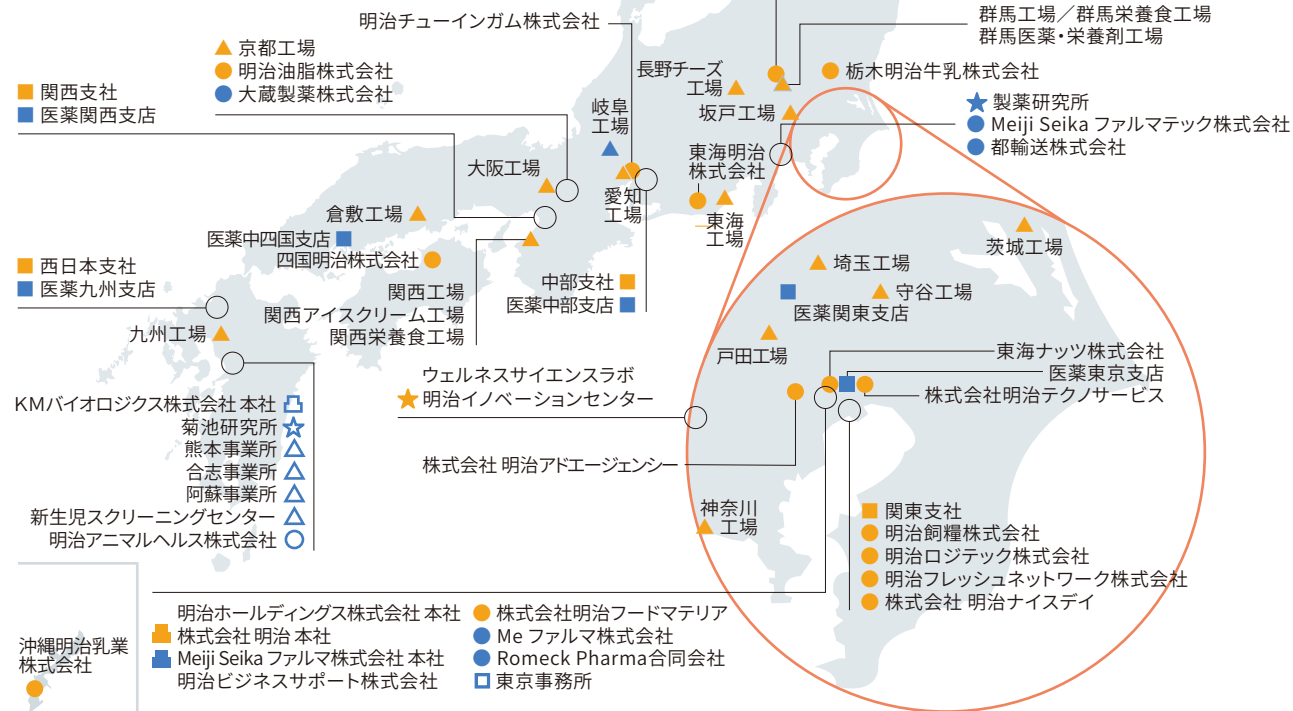 明治チューインガム株式会社
群馬工場／群馬栄養食工場
群馬医薬・栄養剤工場
京都工場
明治油脂株式会社
大蔵製薬株式会社
長野チーズ
工場
栃木明治牛乳株式会社
関西支社
医薬関西支店
岐阜
工場
坂戸工場
製薬研究所
Meiji Seika ファルマテック株式会社
都輸送株式会社
大阪工場
愛知
工場
東海明治
株式会社
東海
工場
倉敷工場
医薬中四国支店
四国明治株式会社
茨城工場
西日本支社
医薬九州支店
中部支社
医薬中部支店
埼玉工場
守谷工場
医薬関東支店
関西工場
関西アイスクリーム工場
関西栄養食工場
九州工場
戸田工場
東海ナッツ株式会社
医薬東京支店
株式会社明治テクノサービス
ウェルネスサイエンスラボ
明治イノベーションセンター
KMバイオロジクス株式会社 本社
菊池研究所
熊本事業所
合志事業所
阿蘇事業所
新生児スクリーニングセンター
明治アニマルヘルス株式会社
株式会社 明治アドエージェンシー
神奈川
工場
関東支社
明治飼糧株式会社
明治ロジテック株式会社
明治フレッシュネットワーク株式会社
株式会社 明治ナイスデイ
明治ホールディングス株式会社 本社
株式会社 明治 本社
Meiji Seika ファルマ株式会社 本社
明治ビジネスサポート株式会社
株式会社明治フードマテリア
Me ファルマ株式会社
Romeck Pharma合同会社
東京事務所
沖縄明治乳業
株式会社